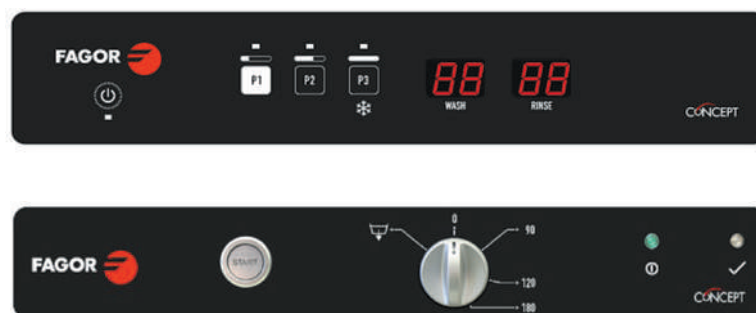 FAGOR
P1 P2 P3
88 88
WASH RINSE
CONCEPT
START
0
90
120
180
FAGOR
CONCEPT